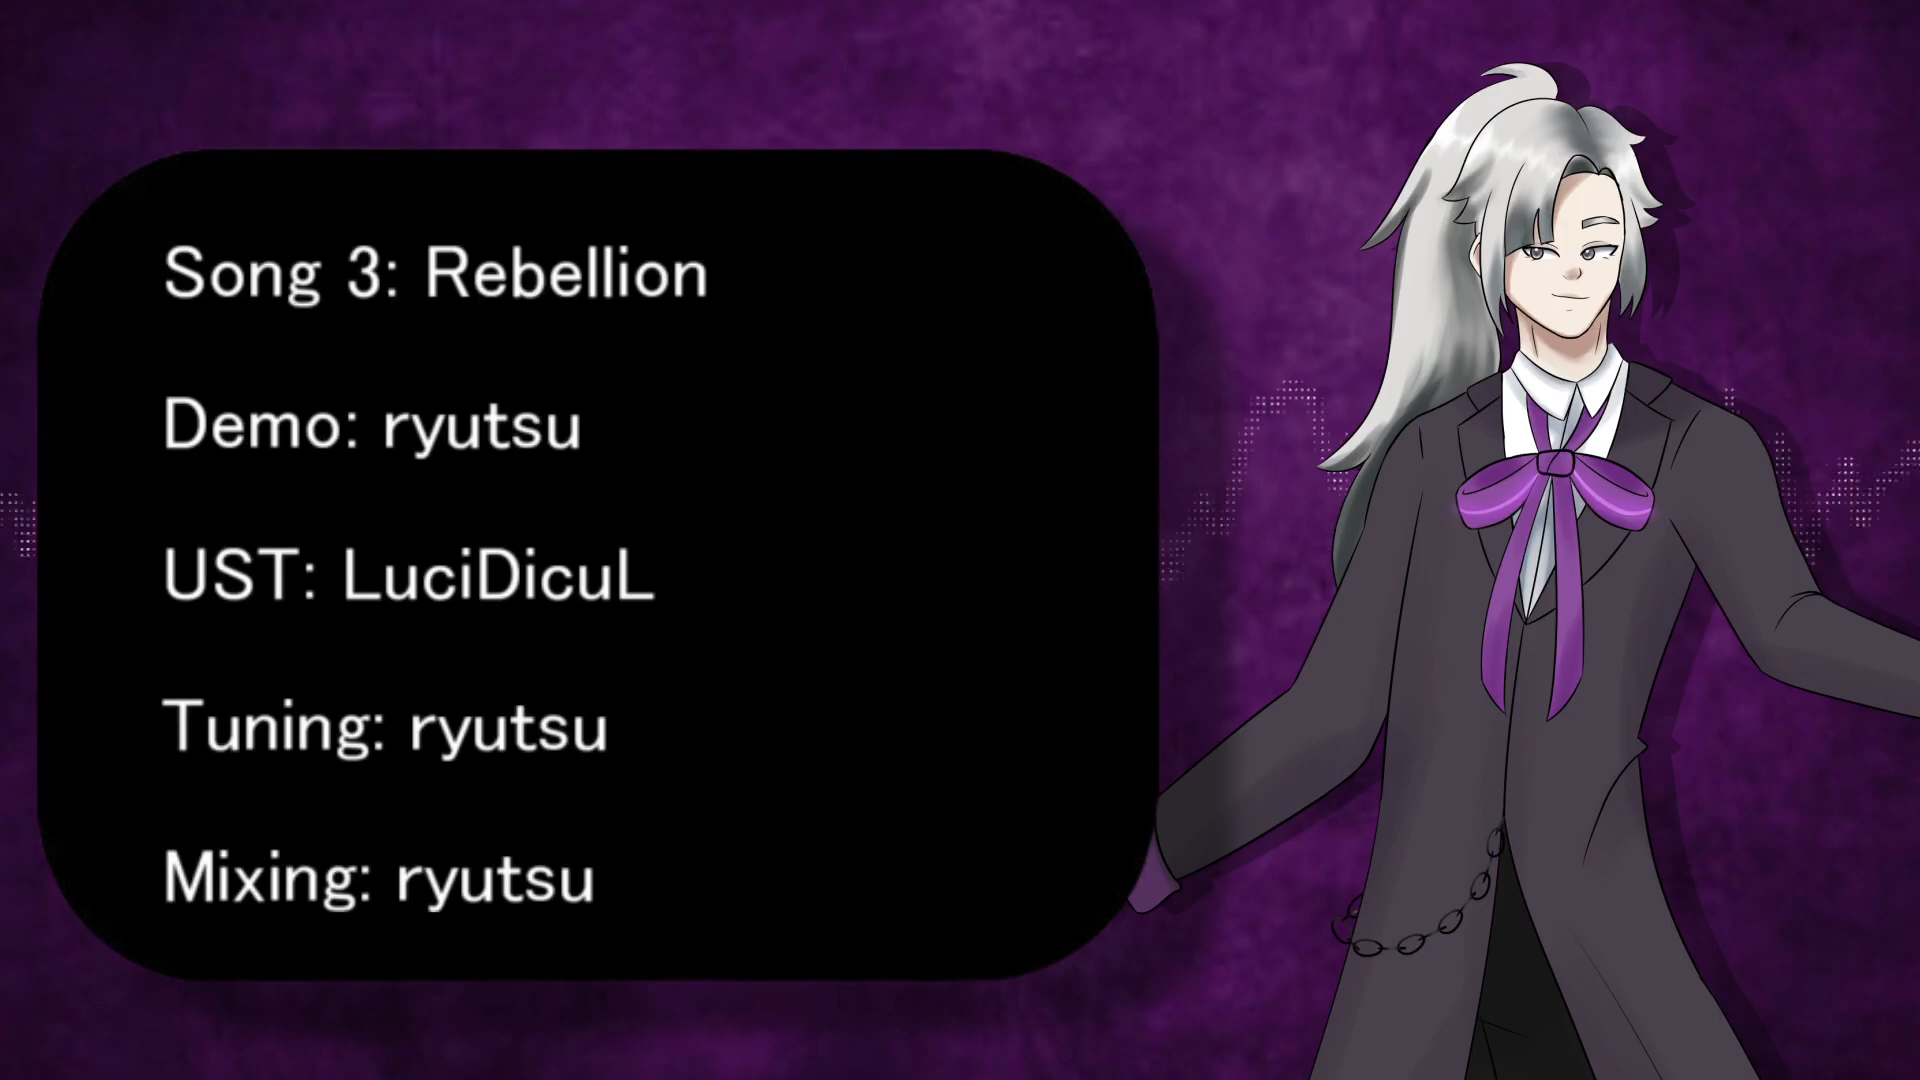 Song 3: Rebellion
Demo: ryutsu
UST: LuciDicuL
Tuning: ryutsu
Mixing: ryutsu